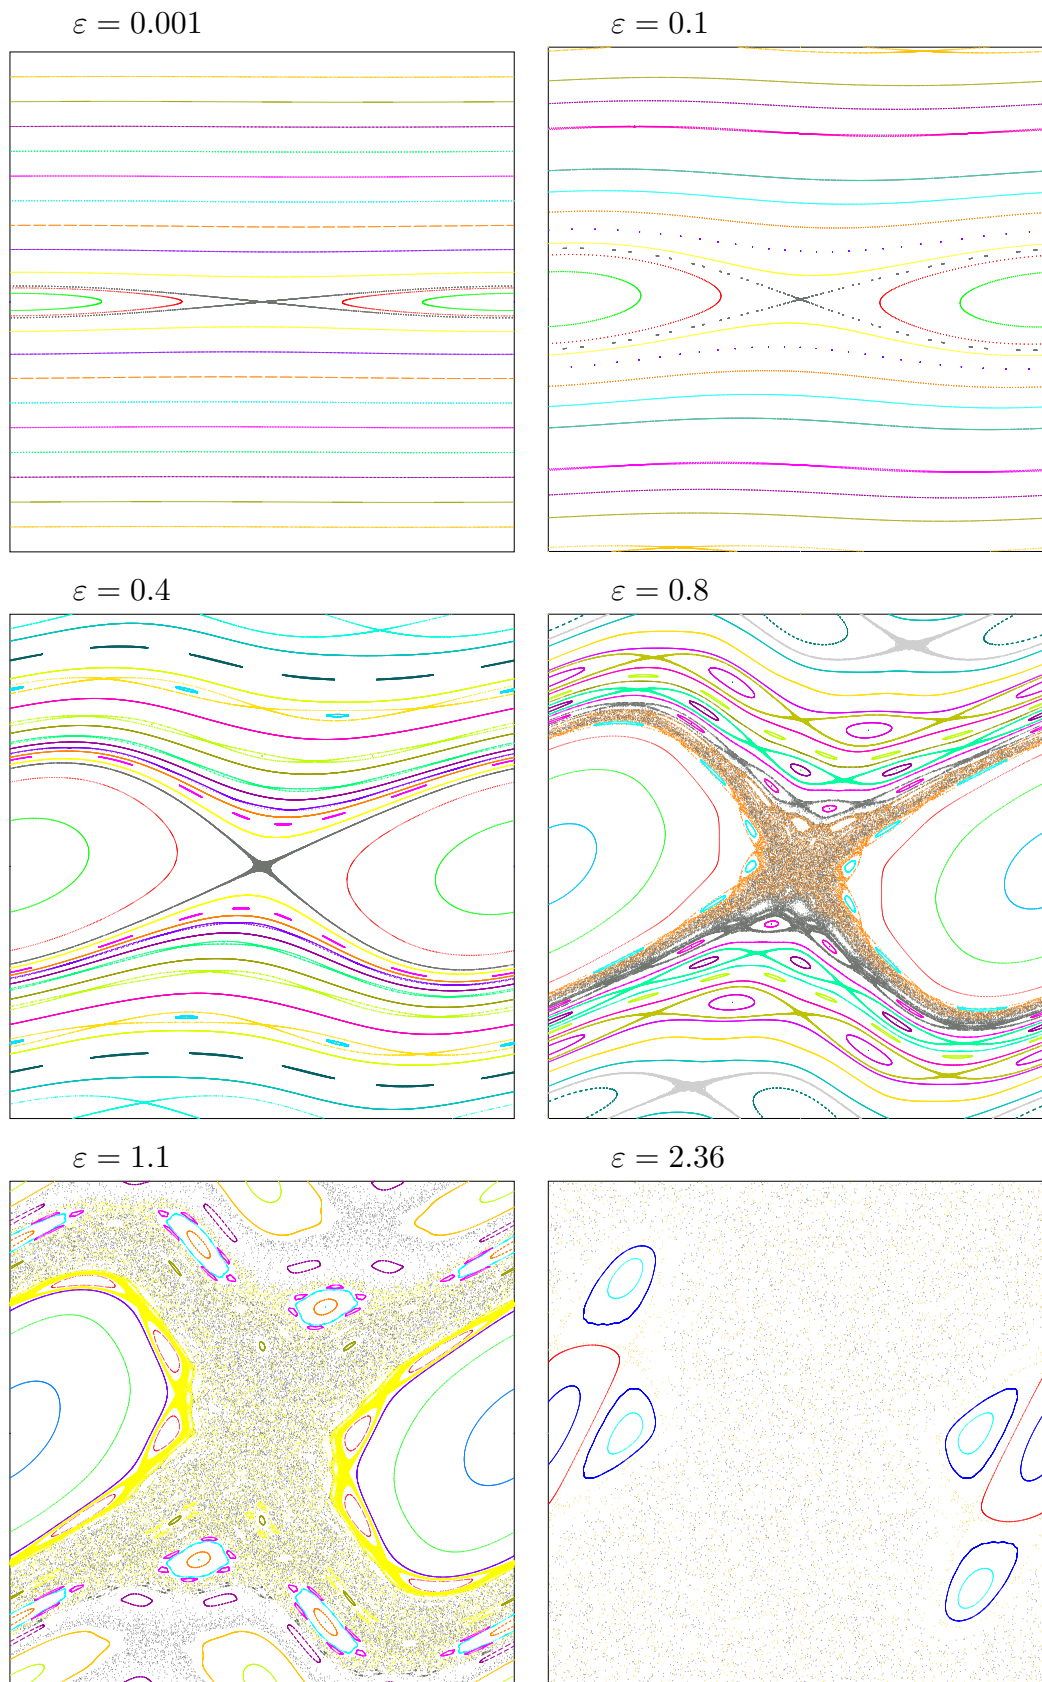 ε = 0.001
ε = 0.1
ε = 0.4
ε = 0.8
ε = 1.1
ε = 2.36